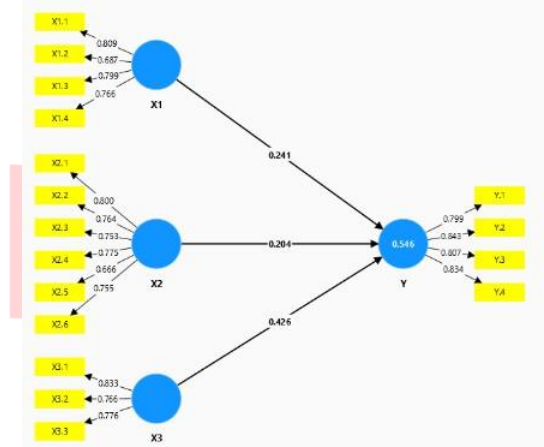 X1.1
0.809
X1.2
0.687
X1.3
0.799
X1.4
0.766
X1
0.241
X2.1
0.800
X2.2
0.764
X2.3
0.753
X2.4
0.775
X2.5
0.666
X2.6
0.755
X2
0.204
X3.1
0.833
X3.2
0.766
X3.3
0.776
X3
0.426
0.546
Y
Y.1
0.799
Y.2
0.843
Y.3
0.807
Y.4
0.834